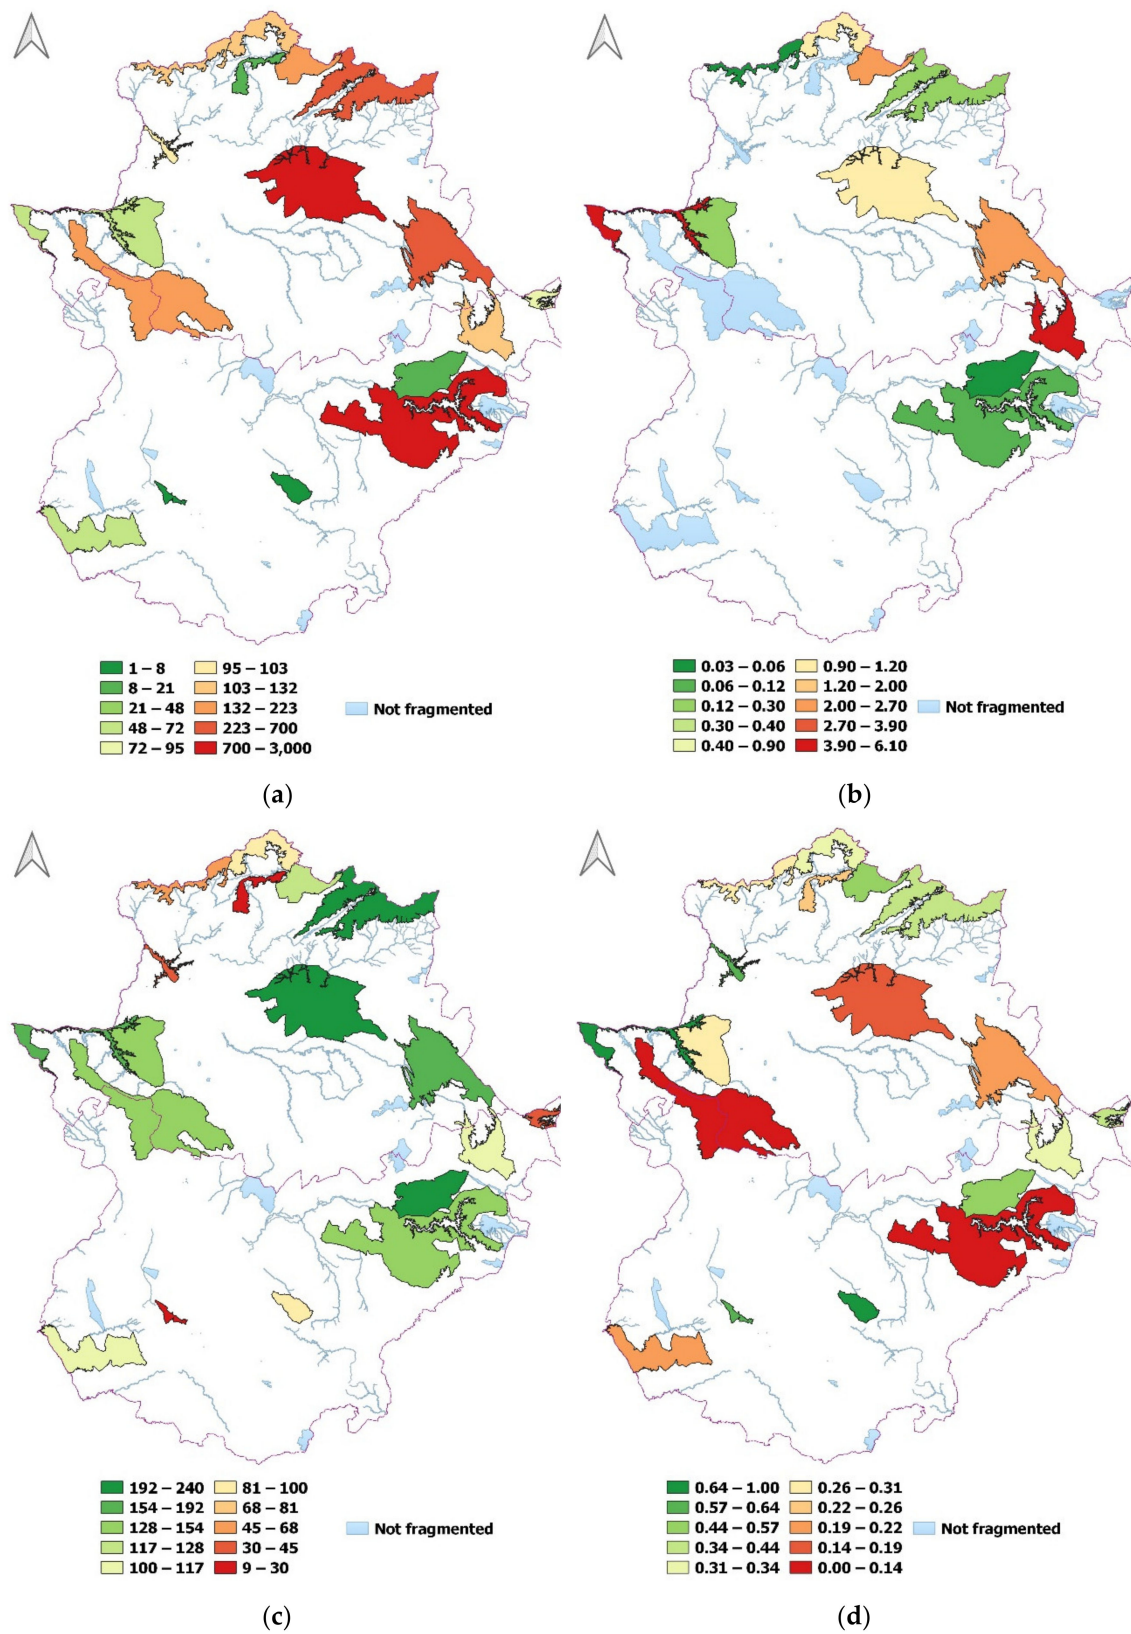 1 – 8
8 – 21
21 – 48
48 – 72
72 – 95
95 – 103
103 – 132
132 – 223
223 – 700
700 – 3,000
Not fragmented
(a)
0.03 – 0.06
0.06 – 0.12
0.12 – 0.30
0.30 – 0.40
0.40 – 0.90
0.90 – 1.20
1.20 – 2.00
2.00 – 2.70
2.70 – 3.90
3.90 – 6.10
Not fragmented
(b)
192 – 240
154 – 192
128 – 154
117 – 128
100 – 117
81 – 100
68 – 81
45 – 68
30 – 45
9 – 30
Not fragmented
(c)
0.64 – 1.00
0.57 – 0.64
0.44 – 0.57
0.34 – 0.44
0.31 – 0.34
0.26 – 0.31
0.22 – 0.26
0.19 – 0.22
0.14 – 0.19
0.00 – 0.14
Not fragmented
(d)